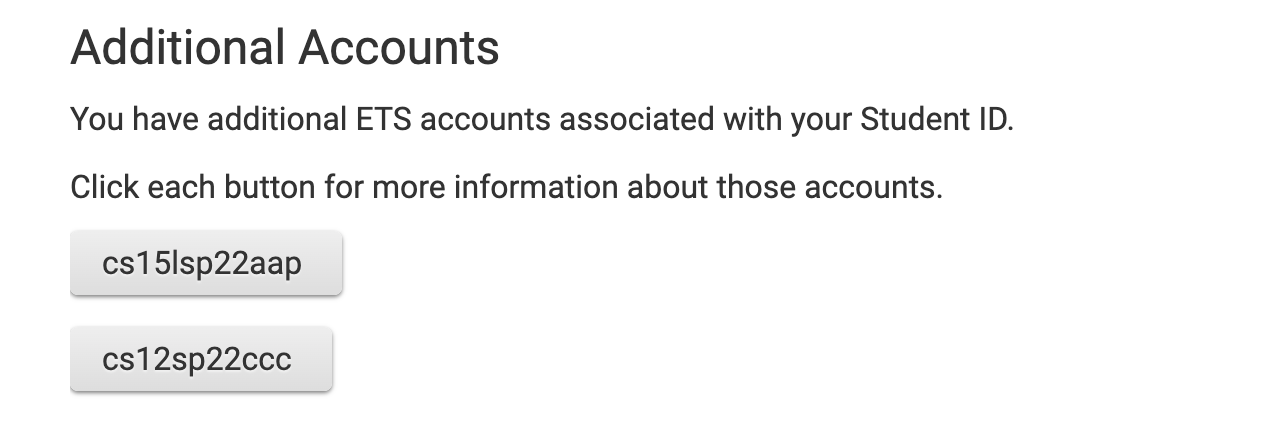 Additional Accounts
You have additional ETS accounts associated with your Student ID.
Click each button for more information about those accounts.
cs15lsp22aap
cs12sp22ccc